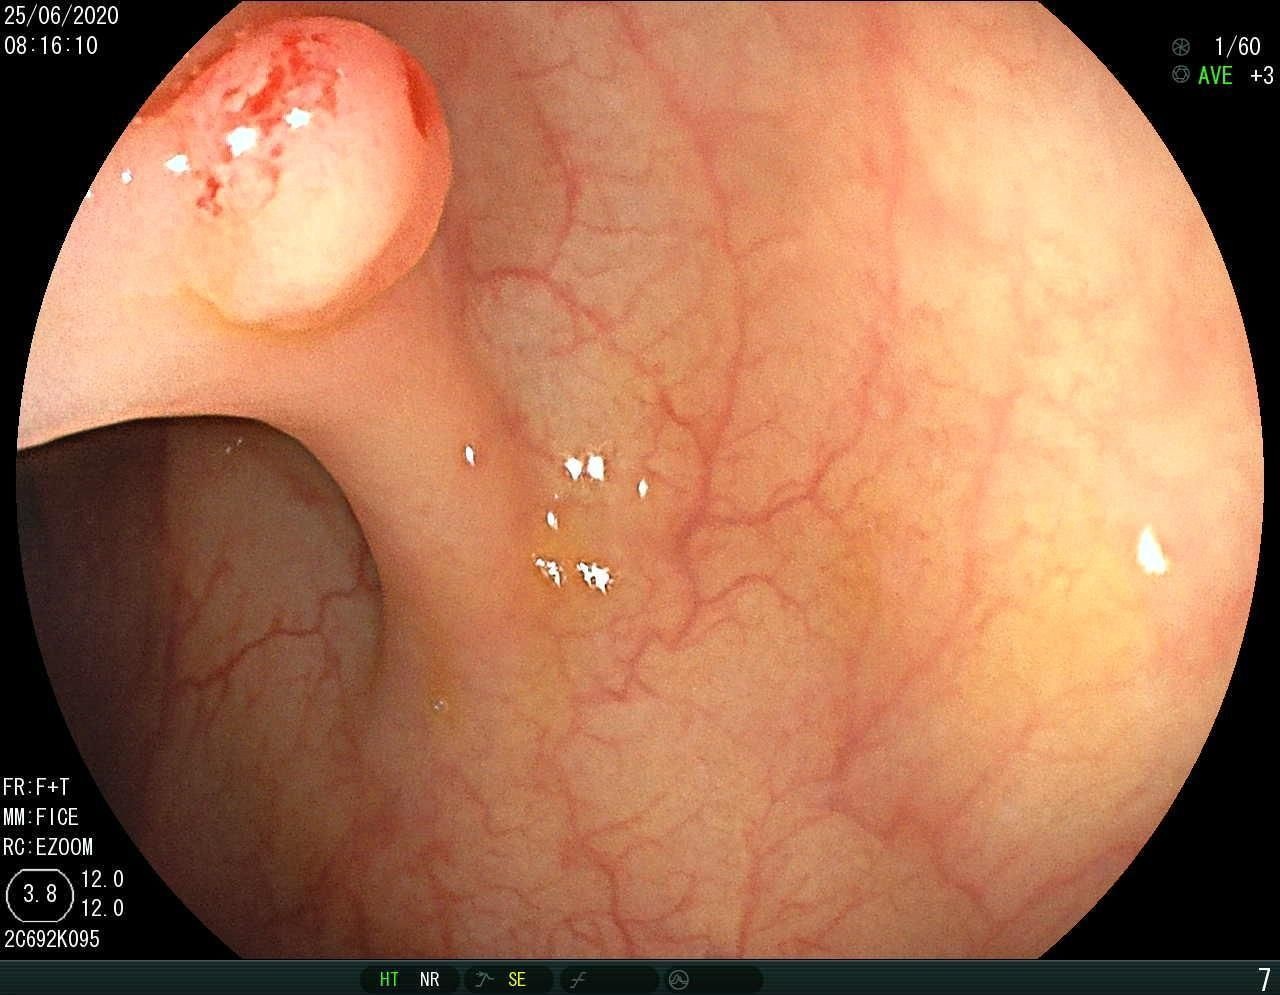 25/06/2020
08:16:10
1/60
AVE +3
FR:F+T
MM:FICE
RC:EZOOM
3.8
12.0
12.0
2C692K095
HT NR SE
7